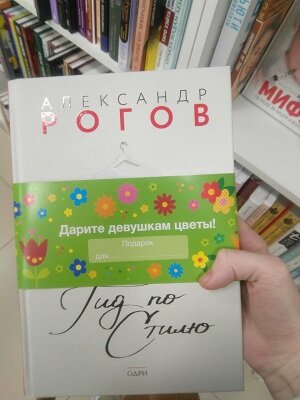 АЛЕКСАНДР
РОГОВ
Дарите девушкам цветы!
Подарок
для
Гид по
Стилю
ОДРИ
МИФ